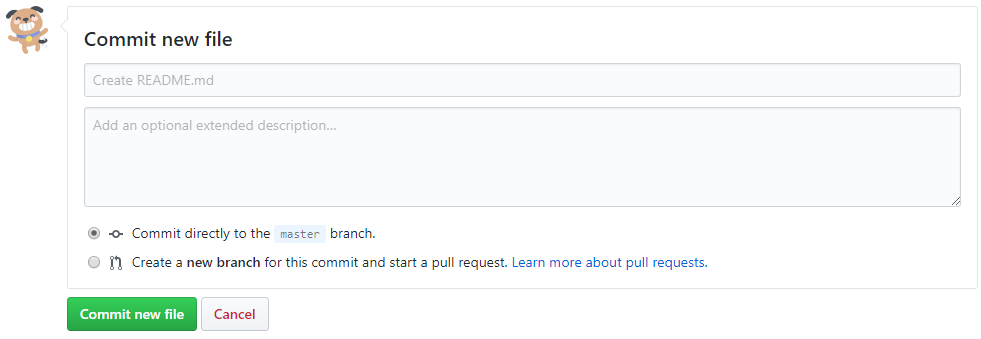 Commit new file
Create README.md
Add an optional extended description...
Commit directly to the master branch.
Create a new branch for this commit and start a pull request. Learn more about pull requests.
Commit new file Cancel